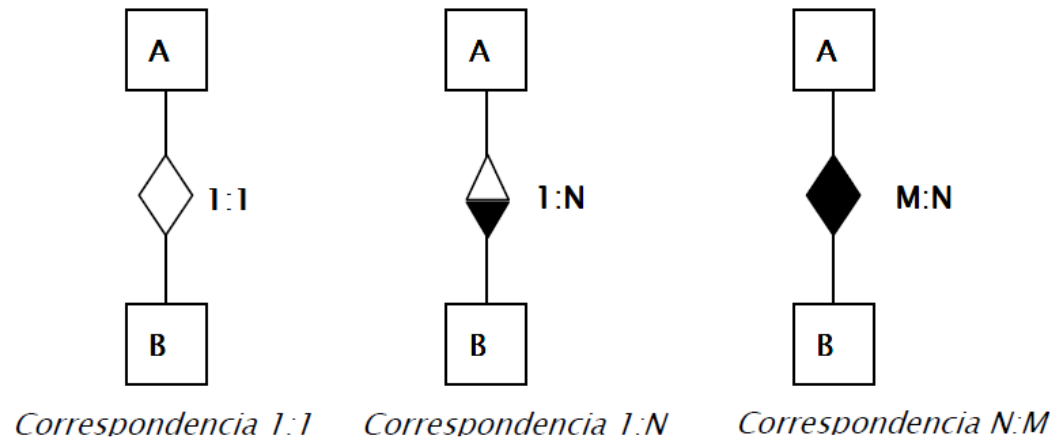 A A A
1:1 1:N M:N
B B B
Correspondencia 1:1 Correspondencia 1:N Correspondencia N:M